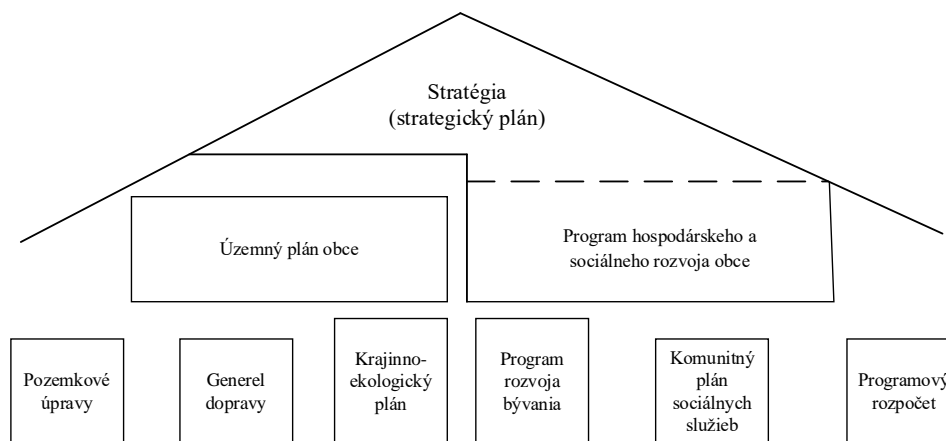 Stratégia
(strategický plán)
Územný plán obce
Program hospodárskeho a
sociálneho rozvoja obce
Pozemkové
úpravy
Generel
dopravy
Krajinno-
ekologický
plán
Program
rozvoja
bývania
Komunitný
plán
sociálnych
služieb
Programový
rozpočet